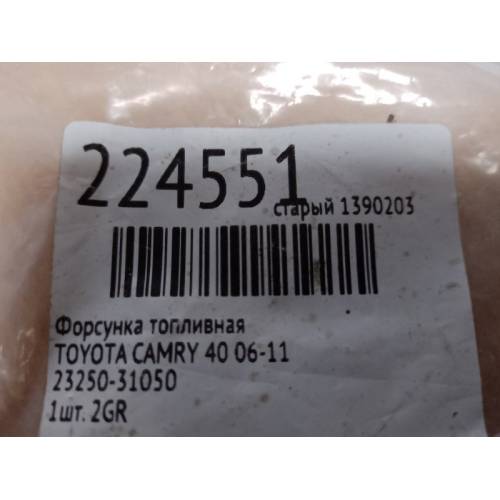 224551
старый 1390203
Форсунка топливная
TOYOTA CAMRY 40 06-11
23250-31050
1шт. 2GR